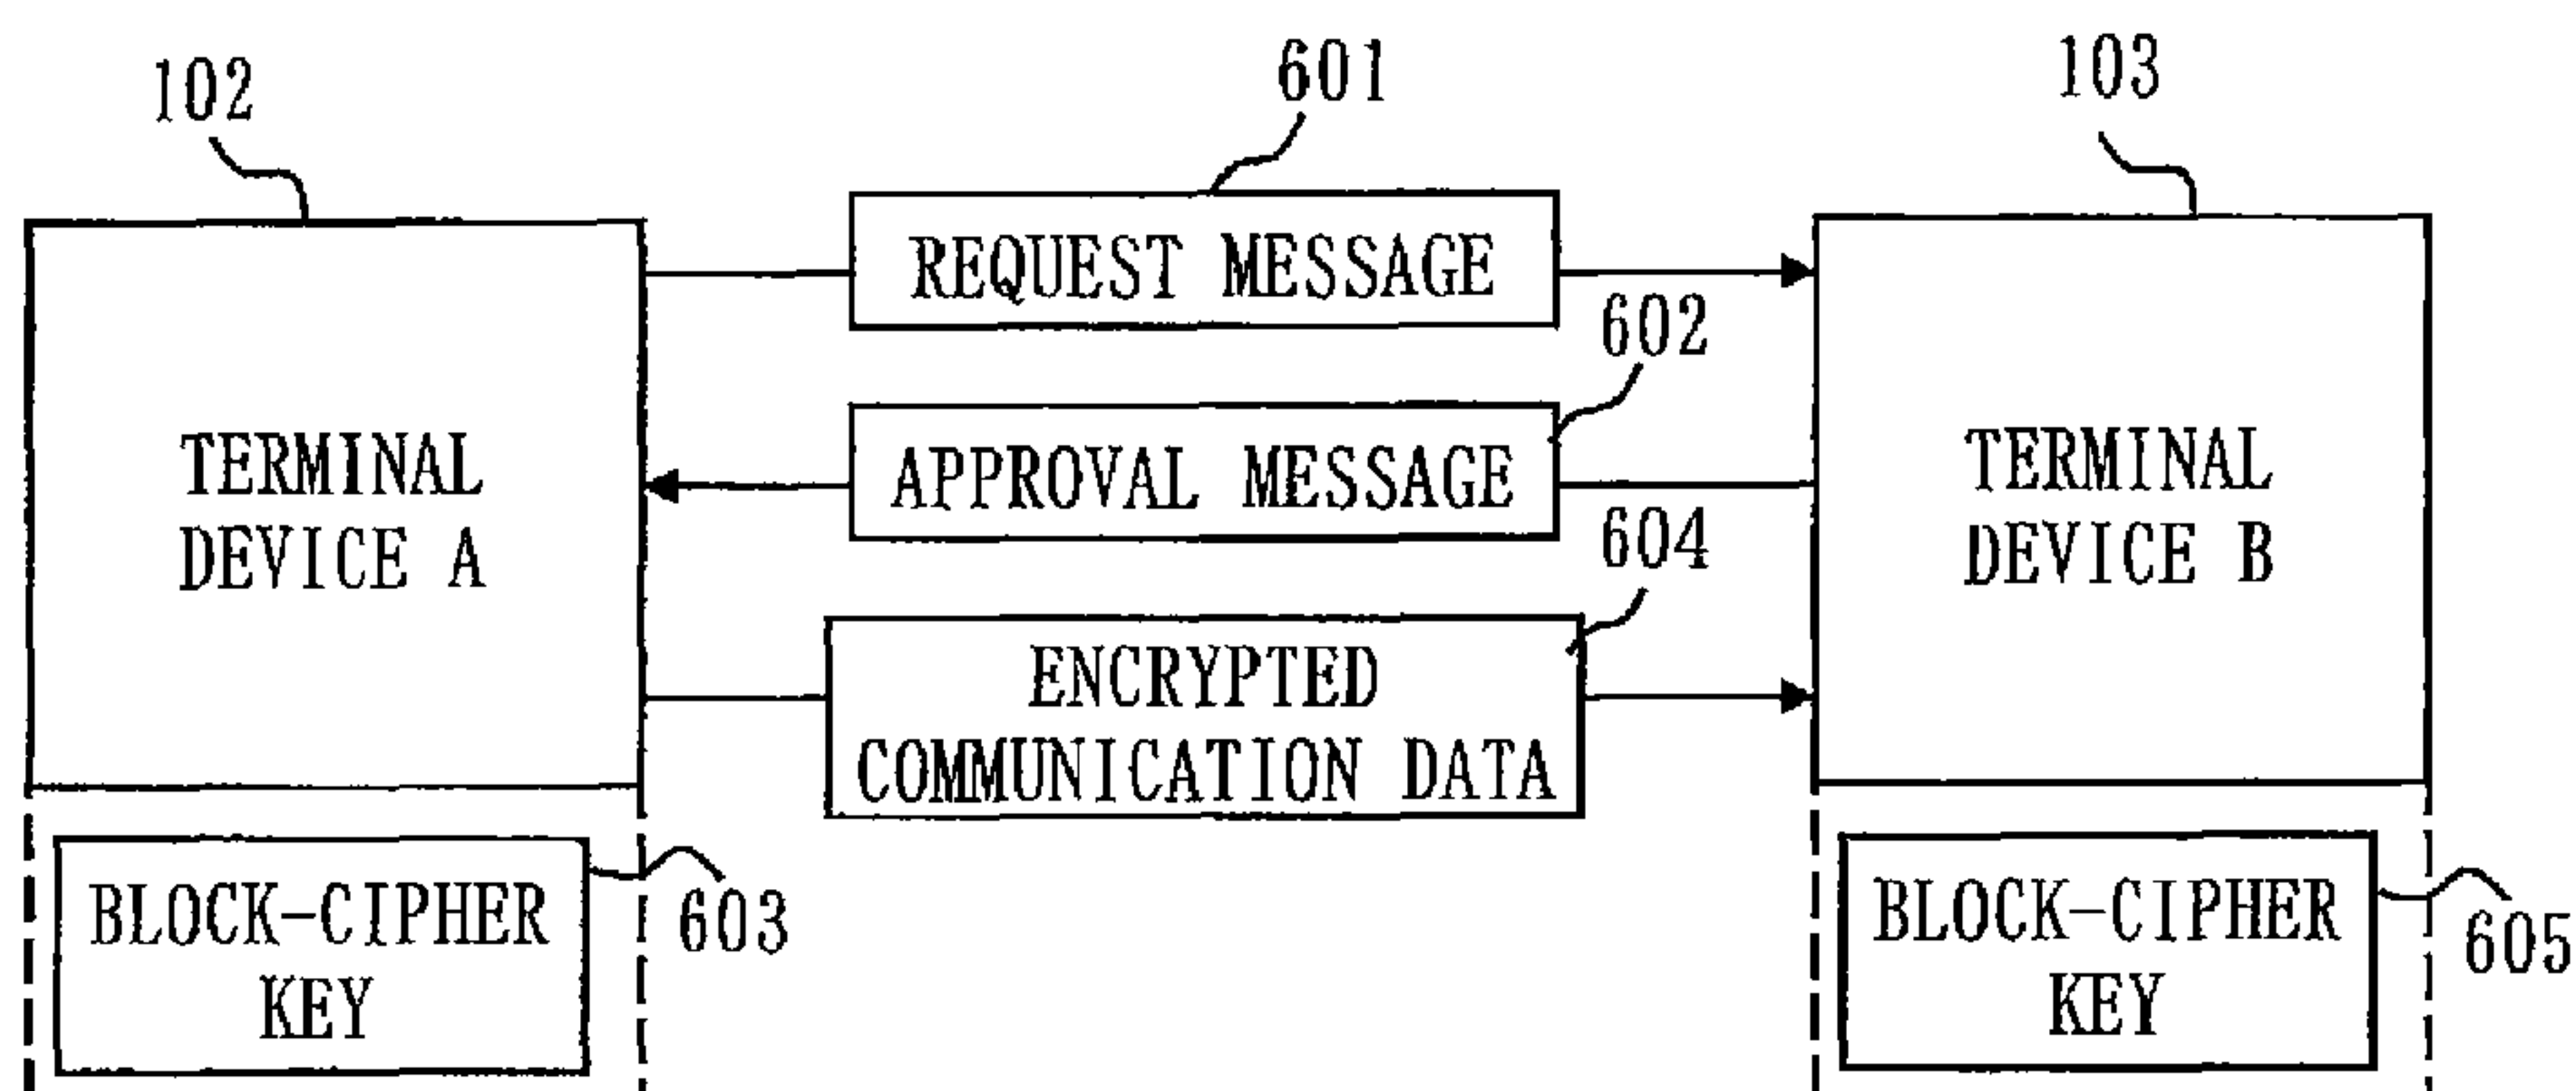 102
601
103
REQUEST MESSAGE
602
TERMINAL
DEVICE A
APPROVAL MESSAGE
TERMINAL
DEVICE B
604
ENCRYPTED
COMMUNICATION DATA
BLOCK-CIPHER
KEY
603
BLOCK-CIPHER
KEY
605